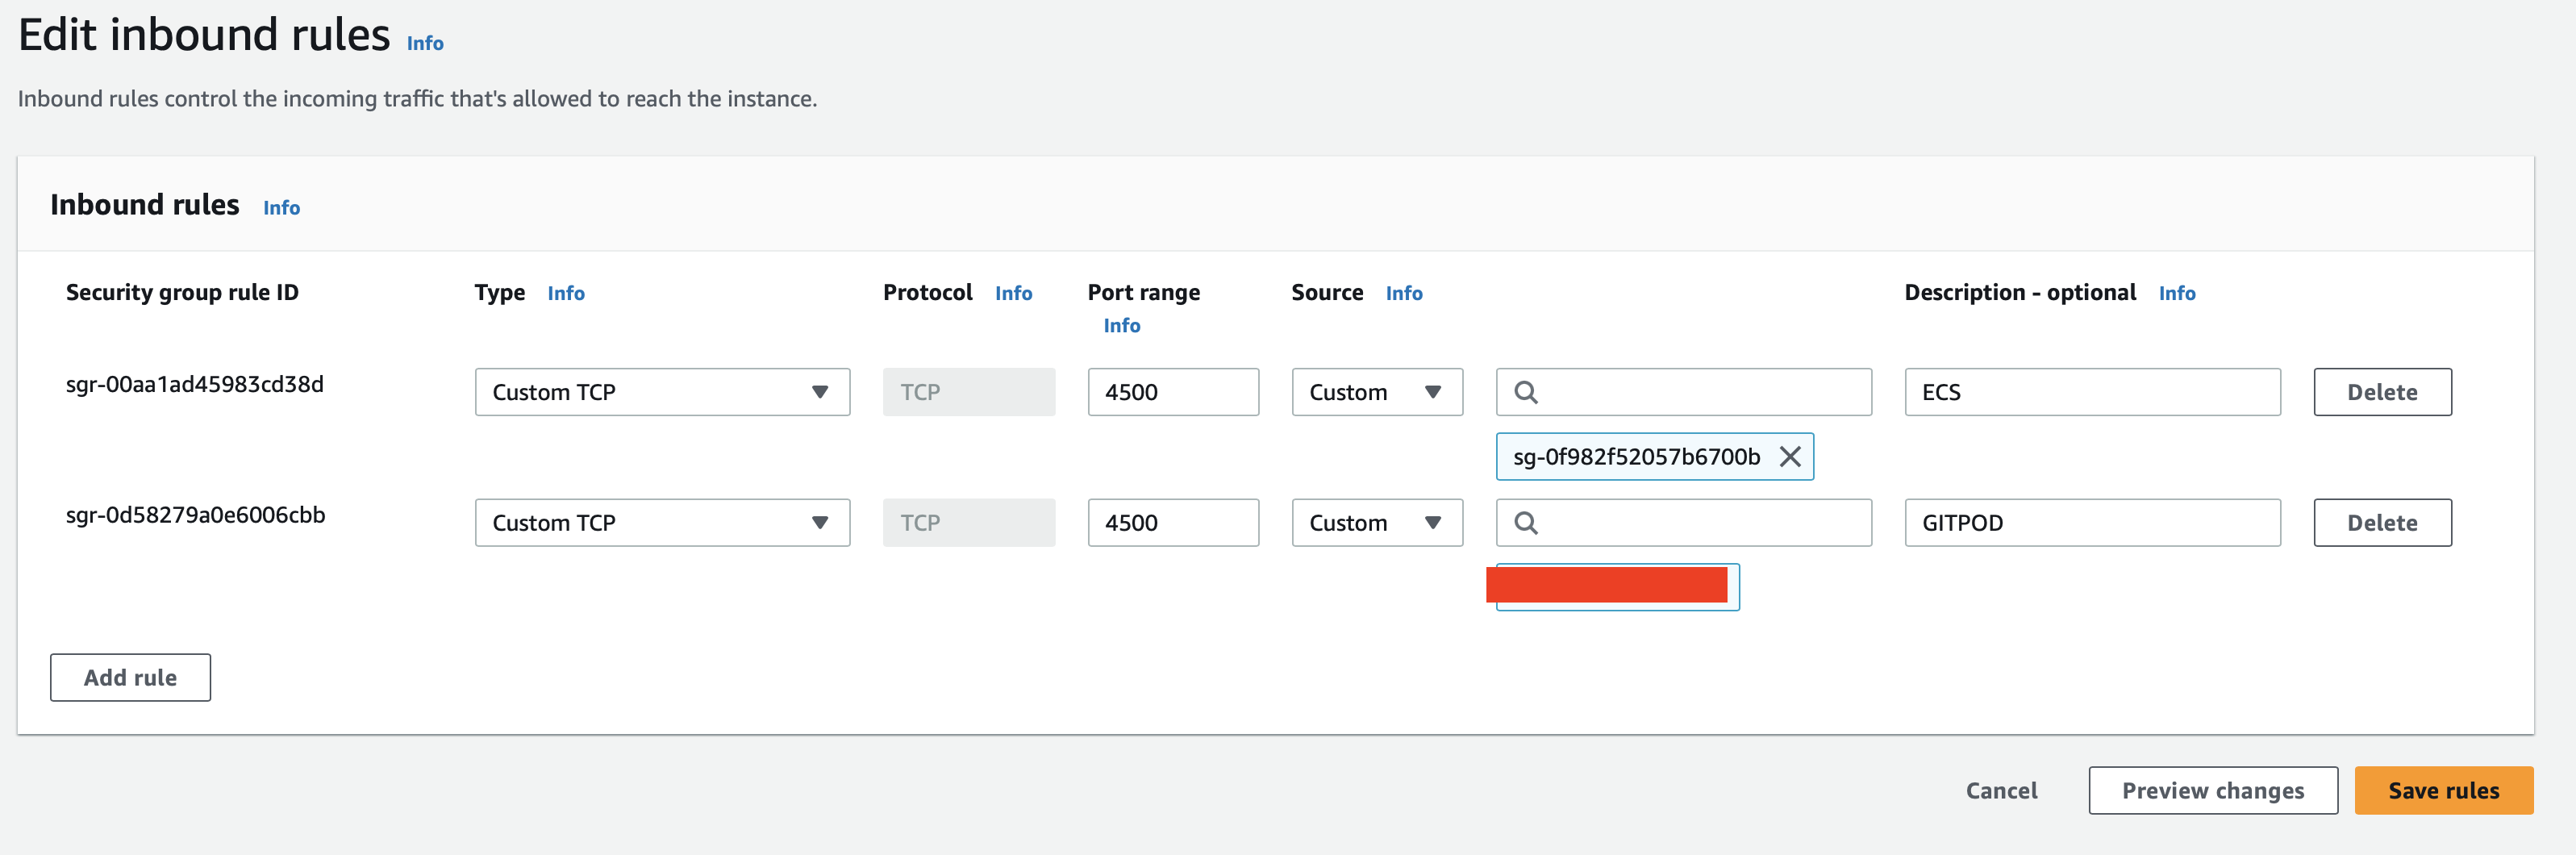 Edit inbound rules Info
Inbound rules control the incoming traffic that's allowed to reach the instance.
Inbound rules Info
Security group rule ID Type Info Protocol Info Port range Info Source Info Description - optional Info
sgr-00aa1ad45983cd38d Custom TCP TCP 4500 Custom ECS Delete
sg-0f982f52057b6700b
sgr-0d58279a0e6006cbb Custom TCP TCP 4500 Custom GITPOD Delete
Add rule
Cancel Preview changes Save rules